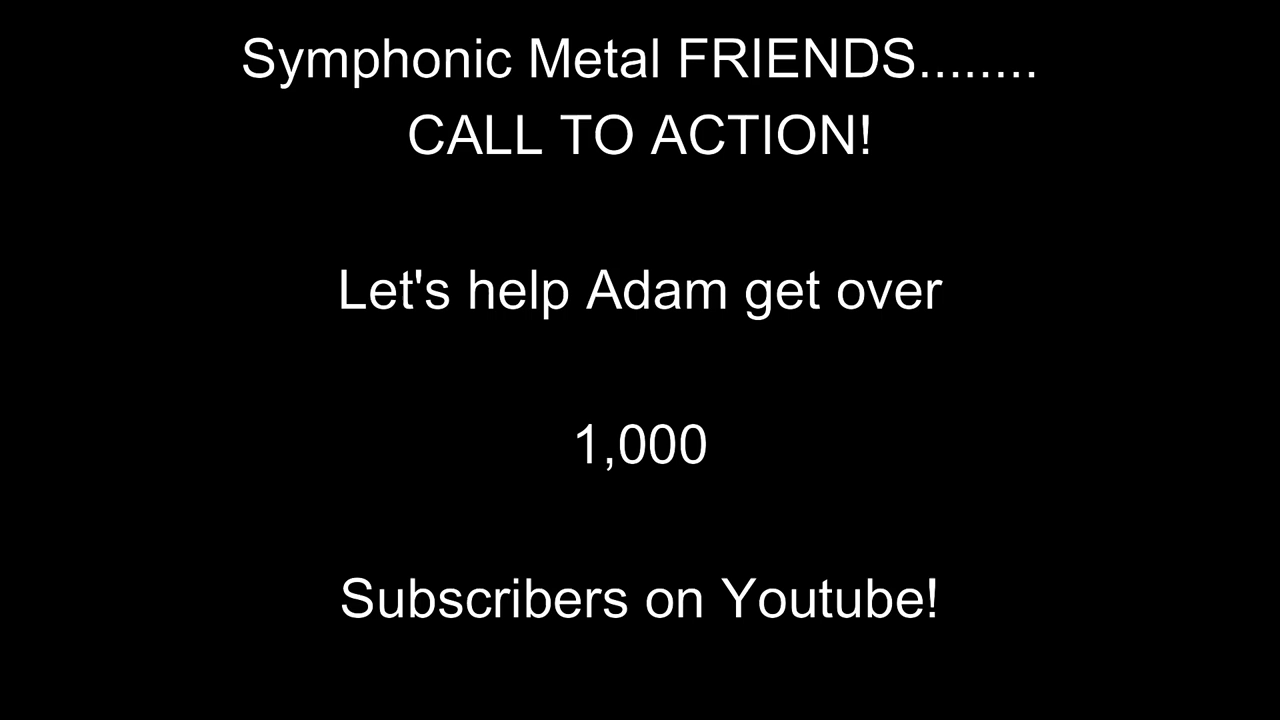 Symphonic Metal FRIENDS........
CALL TO ACTION!
Let's help Adam get over
1,000
Subscribers on Youtube!